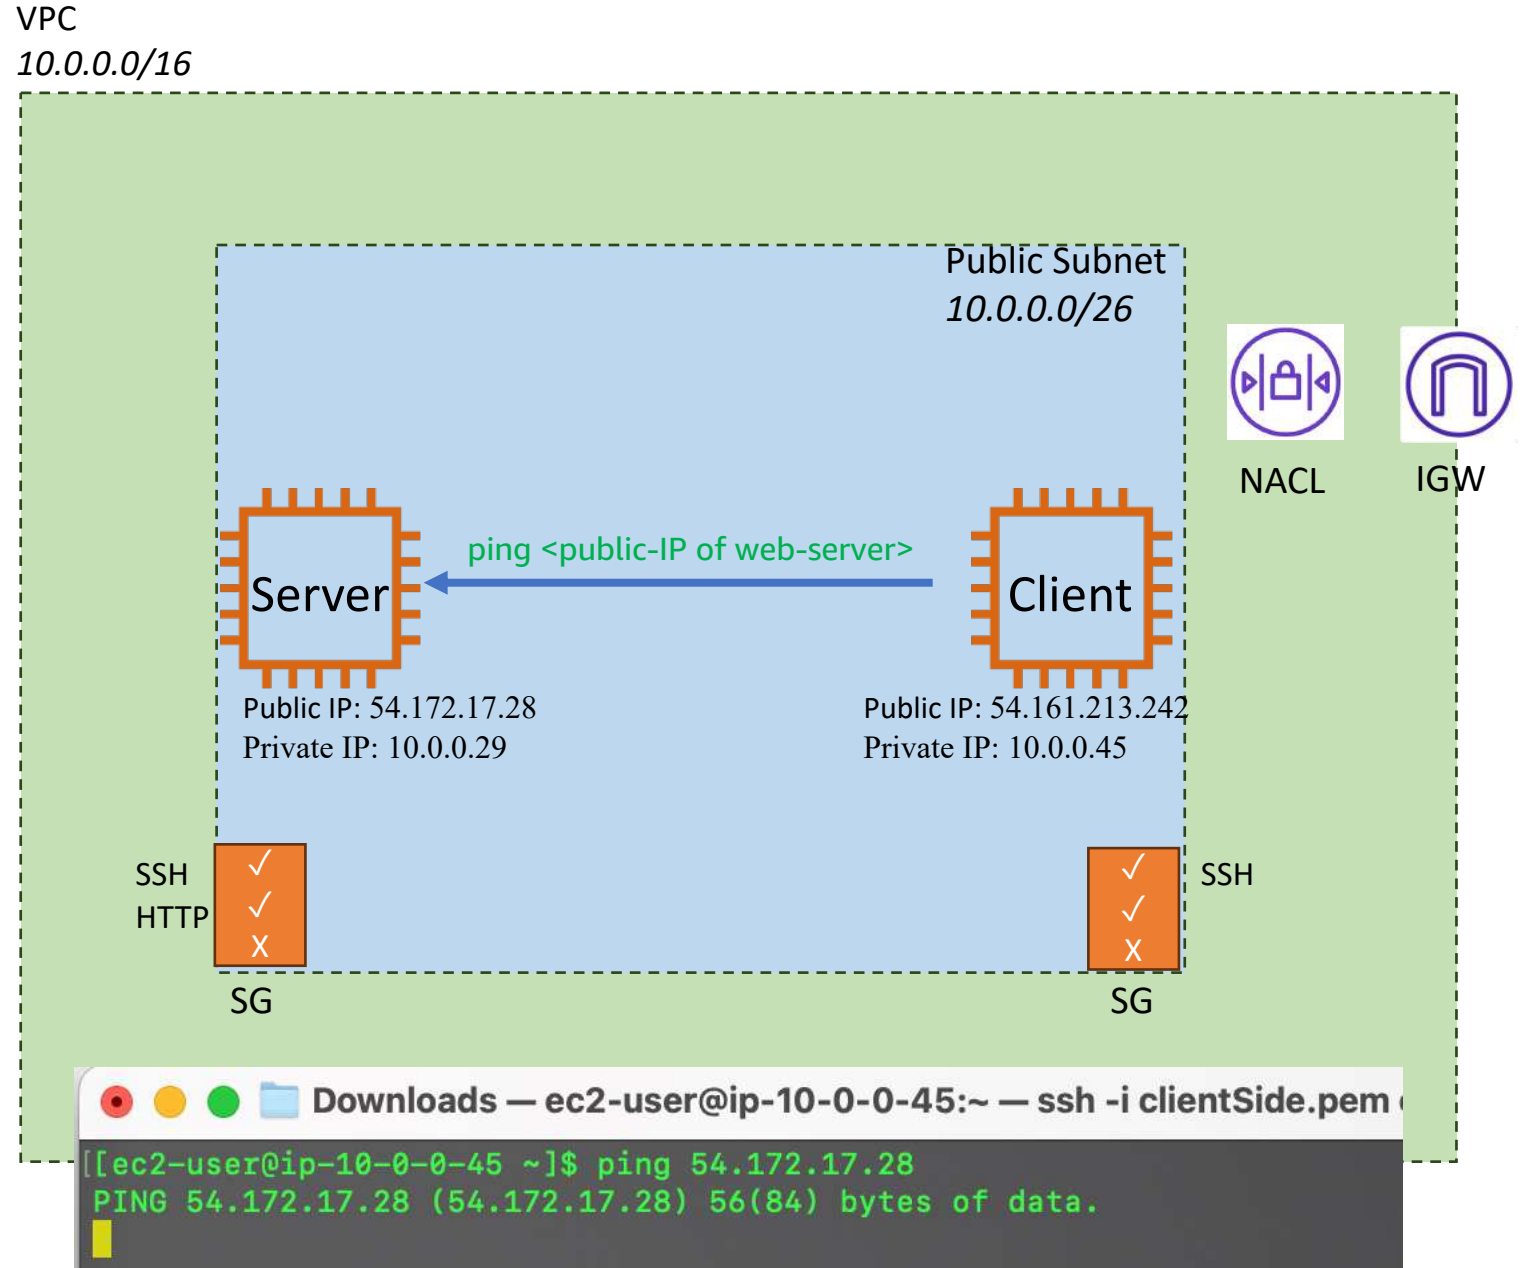 VPC
10.0.0.0/16
Public Subnet
10.0.0.0/26
NACL
IGW
ping <public-IP of web-server>
Server
Client
Public IP: 54.172.17.28
Private IP: 10.0.0.29
Public IP: 54.161.213.242
Private IP: 10.0.0.45
SSH
HTTP
✓
✓
X
SG
✓
✓
X
SSH
SG
Downloads — ec2-user@ip-10-0-0-45:~ — ssh -i clientSide.pem
[[ec2-user@ip-10-0-0-45 ~]$ ping 54.172.17.28
PING 54.172.17.28 (54.172.17.28) 56(84) bytes of data.